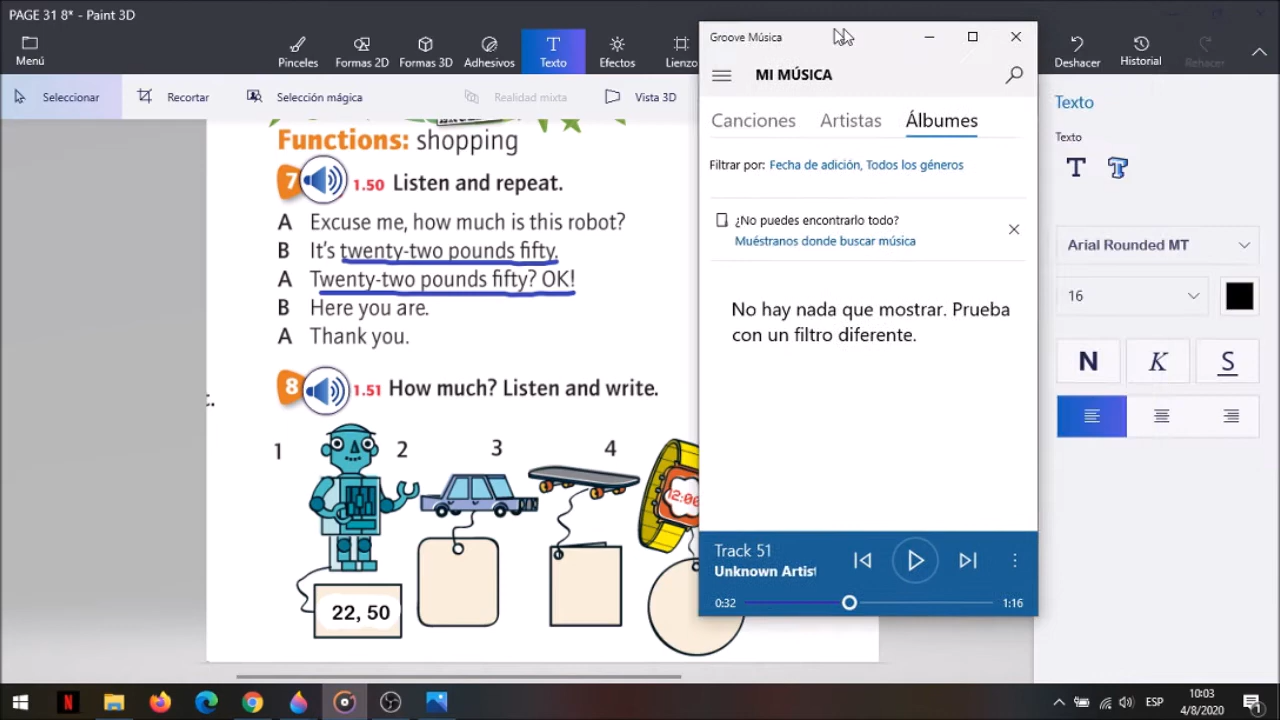 PAGE 31 8* - Paint 3D
Menú
Pinceles
Formas 2D
Formas 3D
Adhesivos
Texto
Efectos
Lienzo
Deshacer
Historial
Rehacer
Seleccionar
Recortar
Selección mágica
Realidad mixta
Vista 3D
Functions: shopping
7 1.50 Listen and repeat.
A Excuse me, how much is this robot?
B It's twenty-two pounds fifty.
A Twenty-two pounds fifty? OK!
B Here you are.
A Thank you.
t.
8 1.51 How much? Listen and write.
1
2
3
4
12:00
22, 50
Groove Música
MI MÚSICA
Canciones
Artistas
Álbumes
Filtrar por: Fecha de adición, Todos los géneros
¿No puedes encontrarlo todo?
Muéstranos donde buscar música
No hay nada que mostrar. Prueba
con un filtro diferente.
Track 51
Unknown Artist
0:32
1:16
Texto
Texto
Arial Rounded MT
16
N
K
S
ESP
10:03
4/8/2020
1